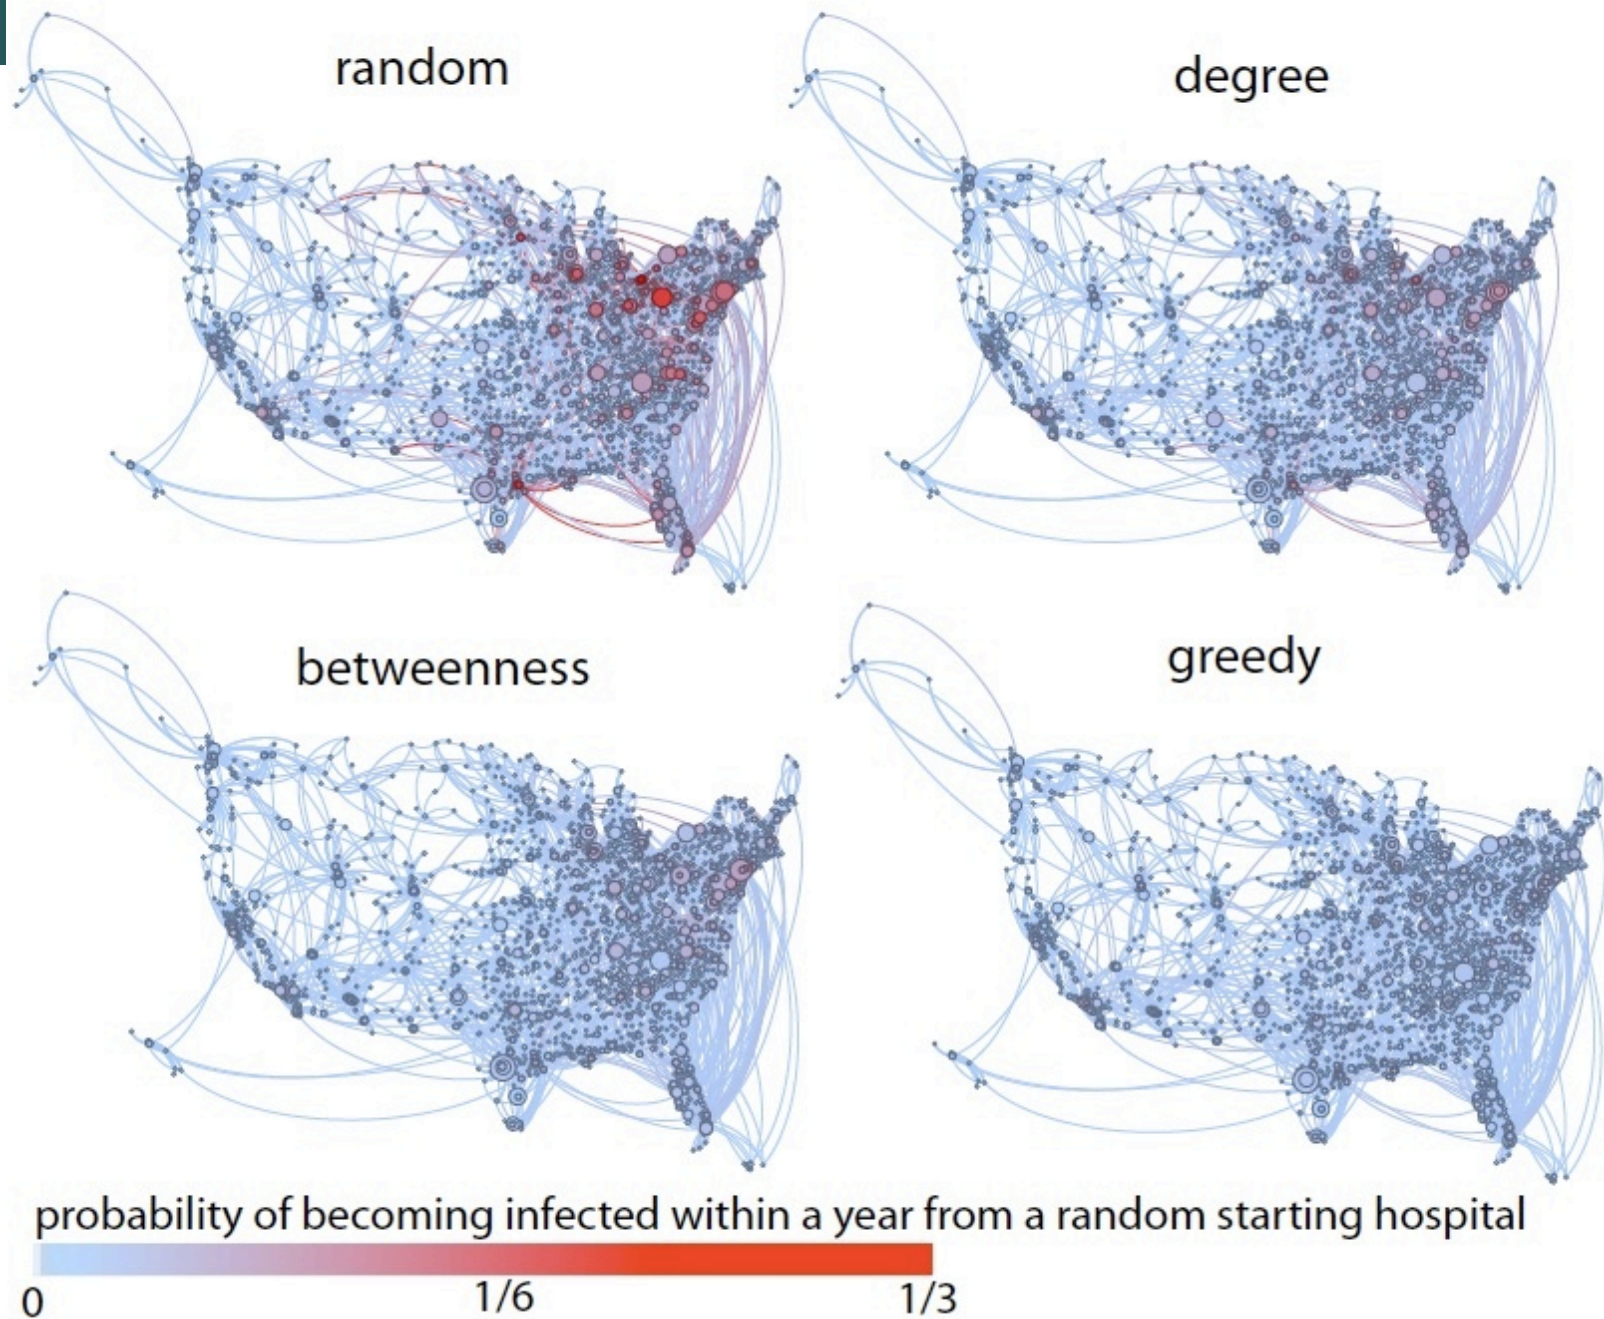 random
degree
betweenness
greedy
probability of becoming infected within a year from a random starting hospital
0
1/6
1/3